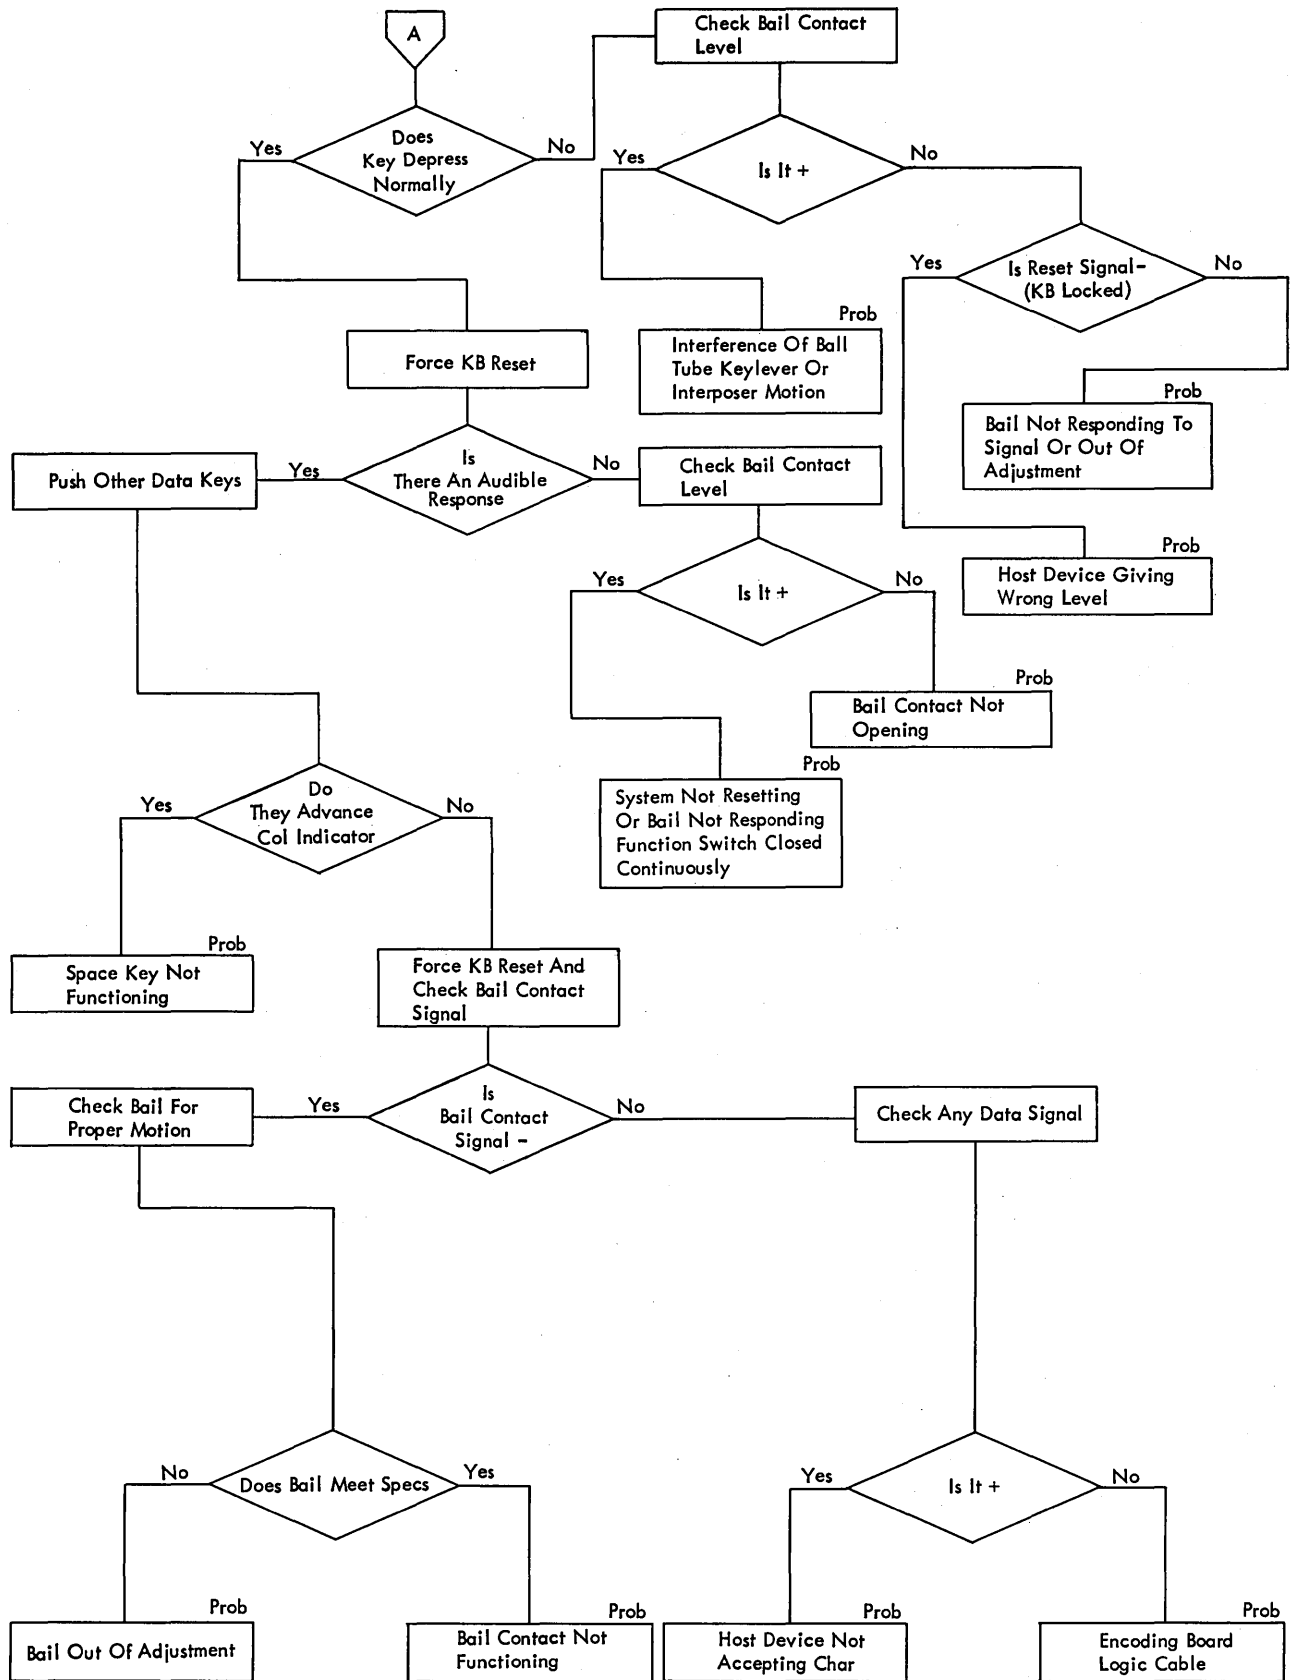 A
Check Bail Contact
Level
Does
Key Depress
Normally
Yes
No
Is It +
Yes
No
Is Reset Signal-
(KB Locked)
Yes
No
Prob
Interference Of Ball
Tube Keylever Or
Interposer Motion
Force KB Reset
Prob
Bail Not Responding To
Signal Or Out Of
Adjustment
Push Other Data Keys
Yes
Is
There An Audible
Response
No
Check Bail Contact
Level
Prob
Host Device Giving
Wrong Level
Yes
Is It +
No
Prob
Bail Contact Not
Opening
Prob
System Not Resetting
Or Bail Not Responding
Function Switch Closed
Continuously
Yes
Do
They Advance
Col Indicator
No
Prob
Space Key Not
Functioning
Force KB Reset And
Check Bail Contact
Signal
Check Bail For
Proper Motion
Yes
Is
Bail Contact
Signal -
No
Check Any Data Signal
No
Does Bail Meet Specs
Yes
Yes
Is It +
No
Prob
Bail Out Of Adjustment
Prob
Bail Contact Not
Functioning
Prob
Host Device Not
Accepting Char
Prob
Encoding Board
Logic Cable